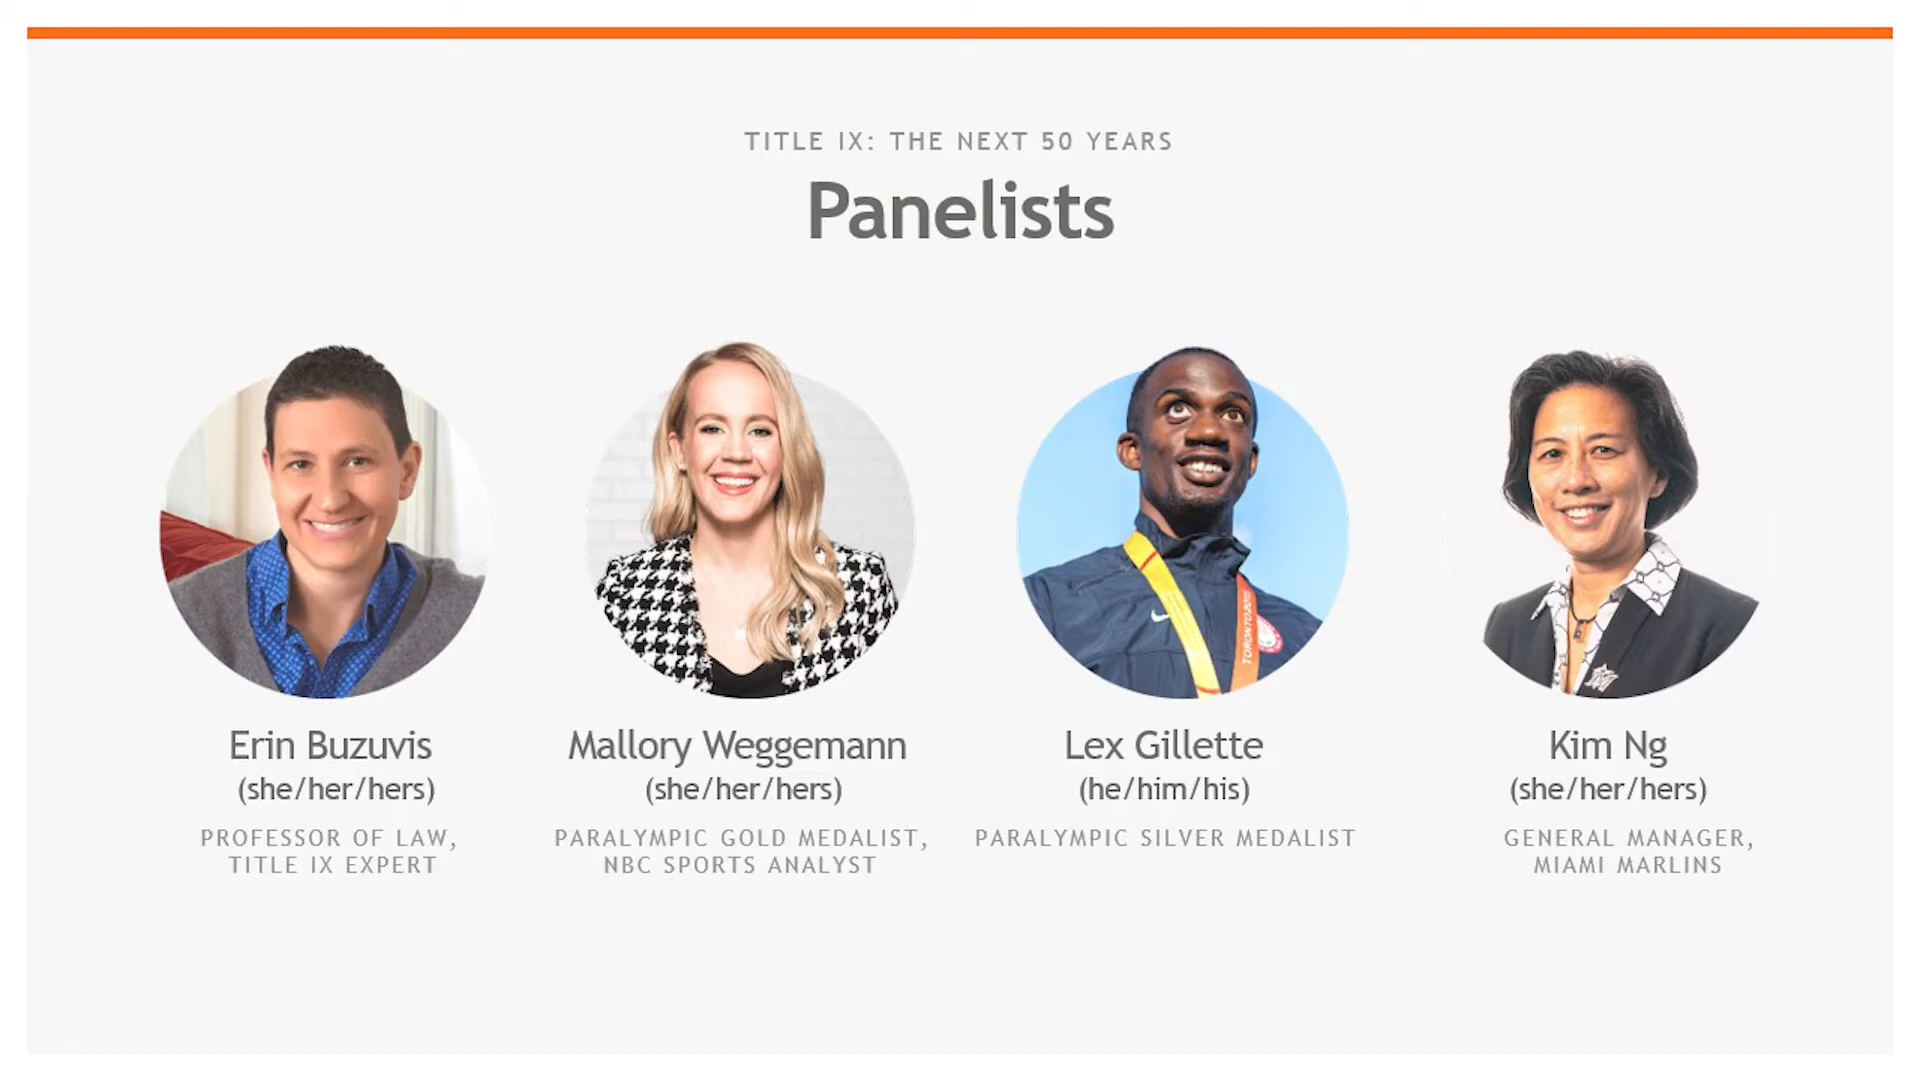 TITLE IX: THE NEXT 50 YEARS
Panelists
TORONTO 2015
Erin Buzuvis
(she/her/hers)
PROFESSOR OF LAW,
TITLE IX EXPERT
Mallory Weggemann
(she/her/hers)
PARALYMPIC GOLD MEDALIST,
NBC SPORTS ANALYST
Lex Gillette
(he/him/his)
PARALYMPIC SILVER MEDALIST
Kim Ng
(she/her/hers)
GENERAL MANAGER,
MIAMI MARLINS